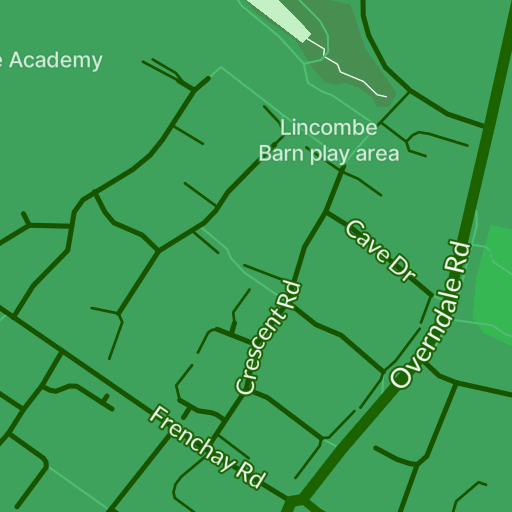 e Academy
Lincombe
Barn play area
Cave Dr
Overndale Rd
Crescent Rd
Frenchay Rd